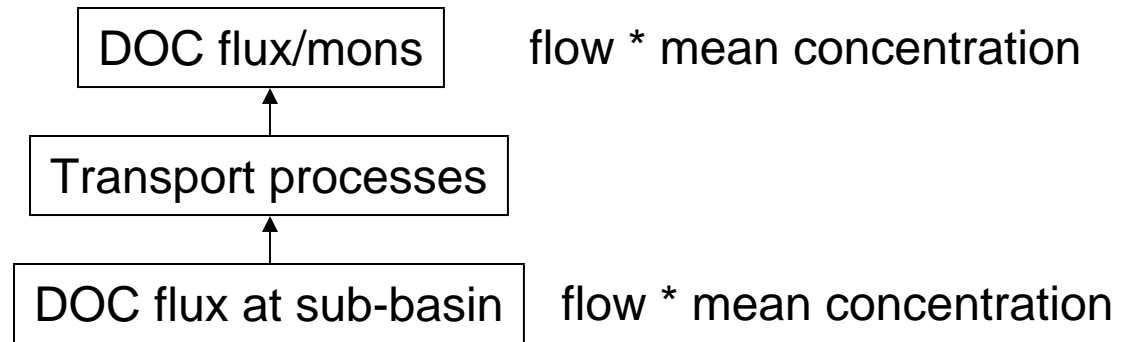 DOC flux/mons flow * mean concentration
Transport processes
DOC flux at sub-basin flow * mean concentration